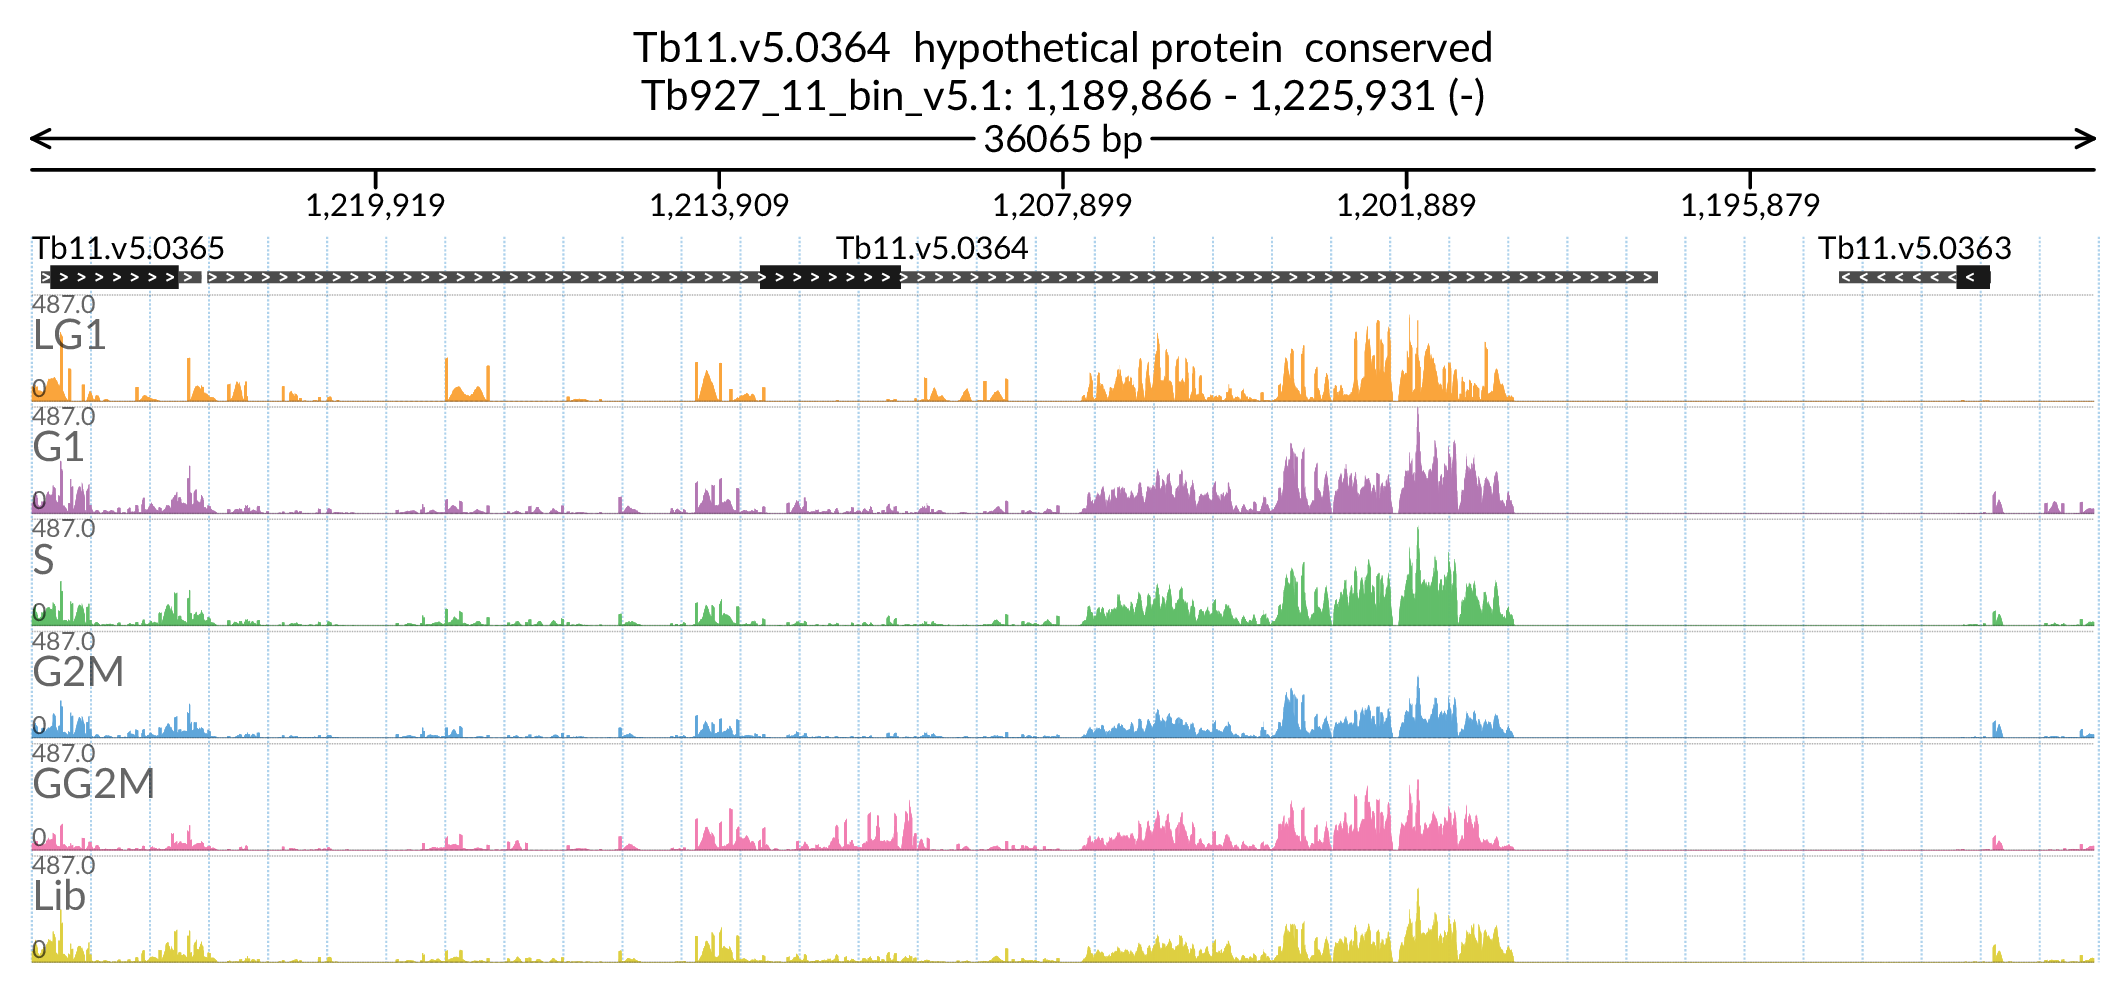 Tb11.v5.0364 hypothetical protein conserved
Tb927_11_bin_v5.1: 1,189,866 - 1,225,931 (-)
36065 bp
1,219,919 1,213,909 1,207,899 1,201,889 1,195,879
Tb11.v5.0365 Tb11.v5.0364 Tb11.v5.0363
487.0
LG1
0
487.0
G1
0
487.0
S
0
487.0
G2M
0
487.0
GG2M
0
487.0
Lib
0